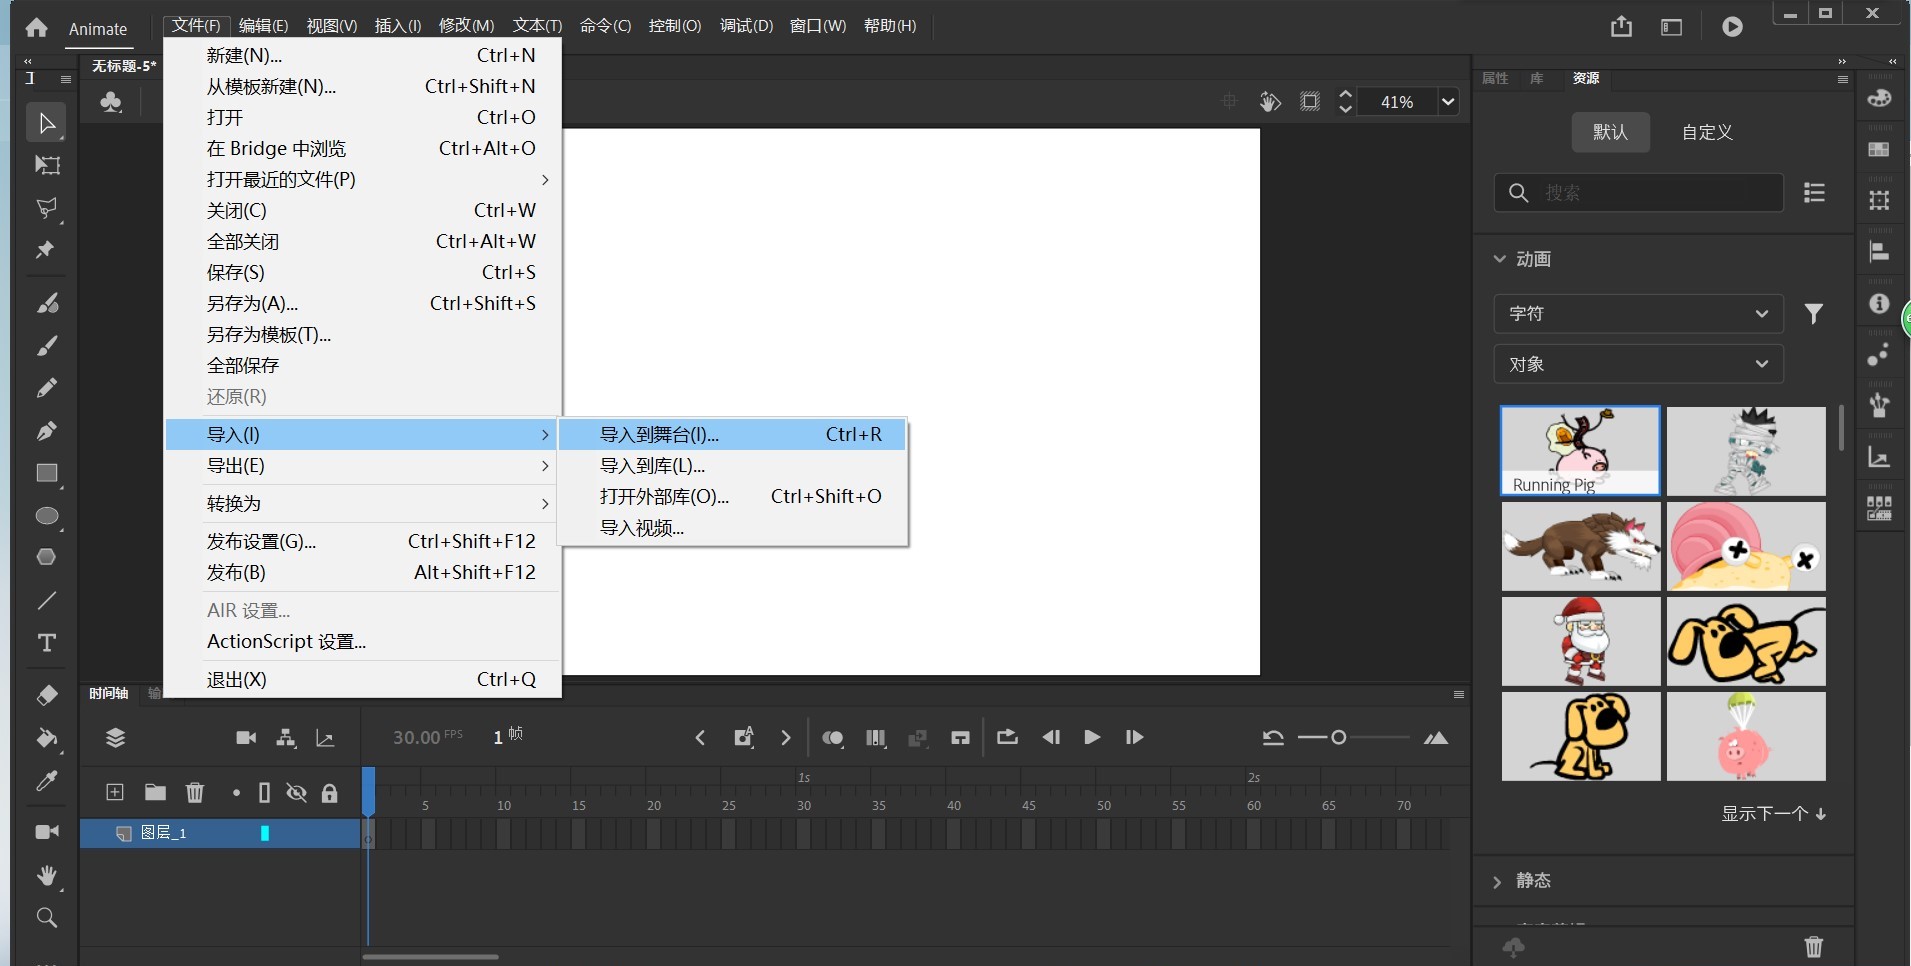 Animate
文件(F) 编辑(E) 视图(V) 插入(I) 修改(M) 文本(T) 命令(C) 控制(O) 调试(D) 窗口(W) 帮助(H)
无标题-5*
新建(N)... Ctrl+N
从模板新建(N)... Ctrl+Shift+N
打开 Ctrl+O
在 Bridge 中浏览 Ctrl+Alt+O
打开最近的文件(P)
关闭(C) Ctrl+W
全部关闭 Ctrl+Alt+W
保存(S) Ctrl+S
另存为(A)... Ctrl+Shift+S
另存为模板(T)...
全部保存
还原(R)
导入(I)
导出(E)
转换为
发布设置(G)... Ctrl+Shift+F12
发布(B) Alt+Shift+F12
AIR 设置...
ActionScript 设置...
退出(X) Ctrl+Q
导入到舞台(I)... Ctrl+R
导入到库(L)...
打开外部库(O)... Ctrl+Shift+O
导入视频...
41%
属性 库 资源
默认 自定义
搜索
动画
字符
对象
Running Pig
显示下一个
静态
时间轴 输
30.00 FPS 1 帧
1s 2s
5 10 15 20 25 30 35 40 45 50 55 60 65 70
图层_1